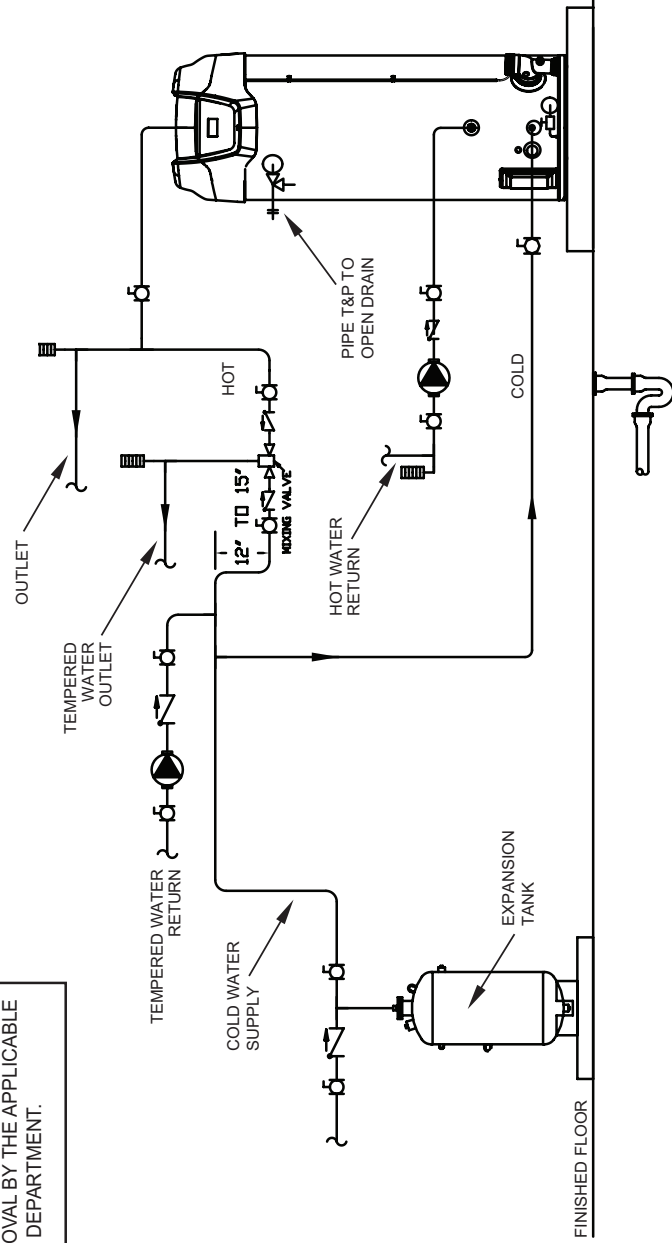 OVAL BY THE APPLICABLE
DEPARTMENT.
OUTLET
TEMPERED
WATER
OUTLET
HOT
12" TO 15"
MIXING VALVE
PIPE T&P TO
OPEN DRAIN
TEMPERED WATER
RETURN
COLD WATER
SUPPLY
HOT WATER
RETURN
COLD
EXPANSION
TANK
FINISHED FLOOR